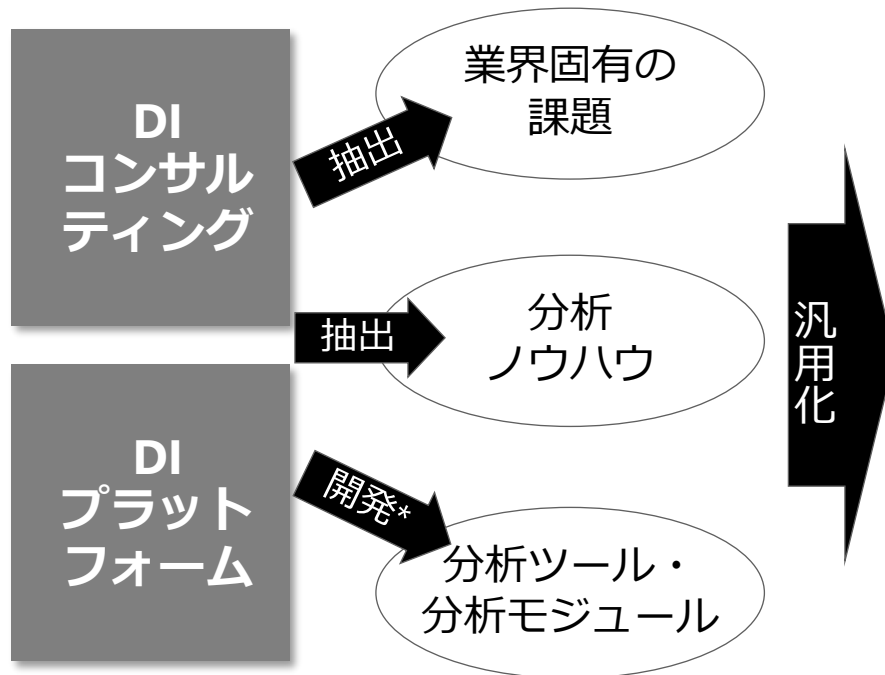 DI
コンサル
ティング
抽出
業界固有の
課題
抽出
分析
ノウハウ
DI
プラット
フォーム
開発*
分析ツール・
分析モジュール
汎用化